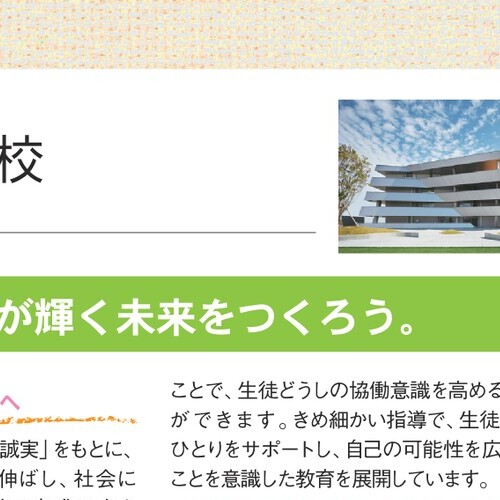 校
が輝く未来をつくろう。
へ
誠実」をもとに、
伸ばし、社会に
ことで、生徒どうしの協働意識を高める
ができます。きめ細かい指導で、生徒
ひとりをサポートし、自己の可能性を広
ことを意識した教育を展開しています。